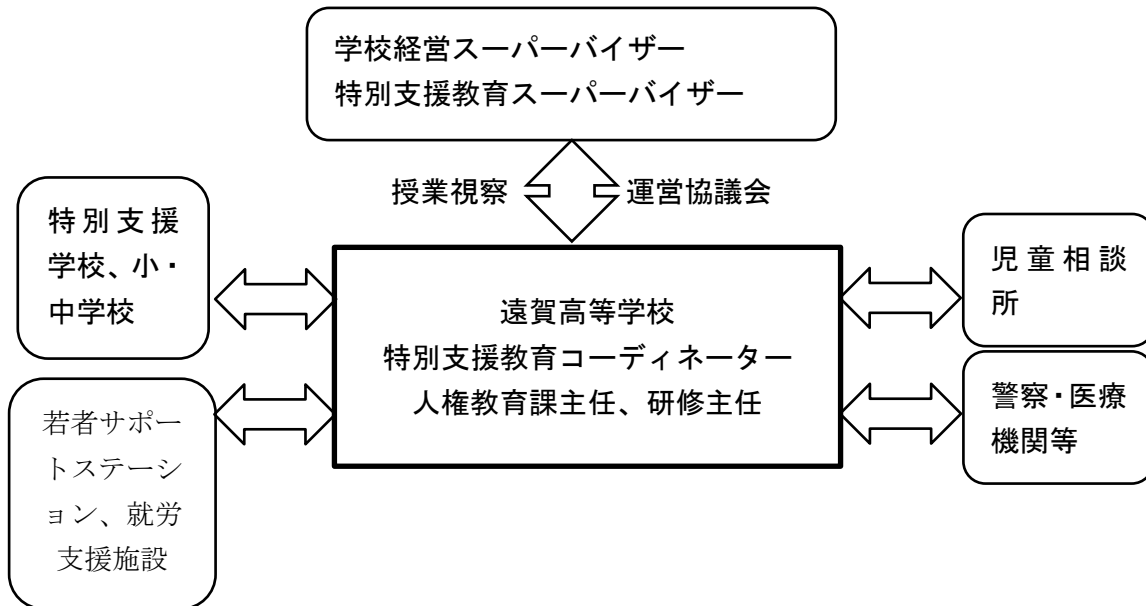 学校経営スーパーバイザー
特別支援教育スーパーバイザー
授業視察
運営協議会
特別支援
学校、小・
中学校
児童相談
所
遠賀高等学校
特別支援教育コーディネーター
人権教育課主任、研修主任
若者サポー
トステーシ
ョン、就労
支援施設
警察・医療
機関等